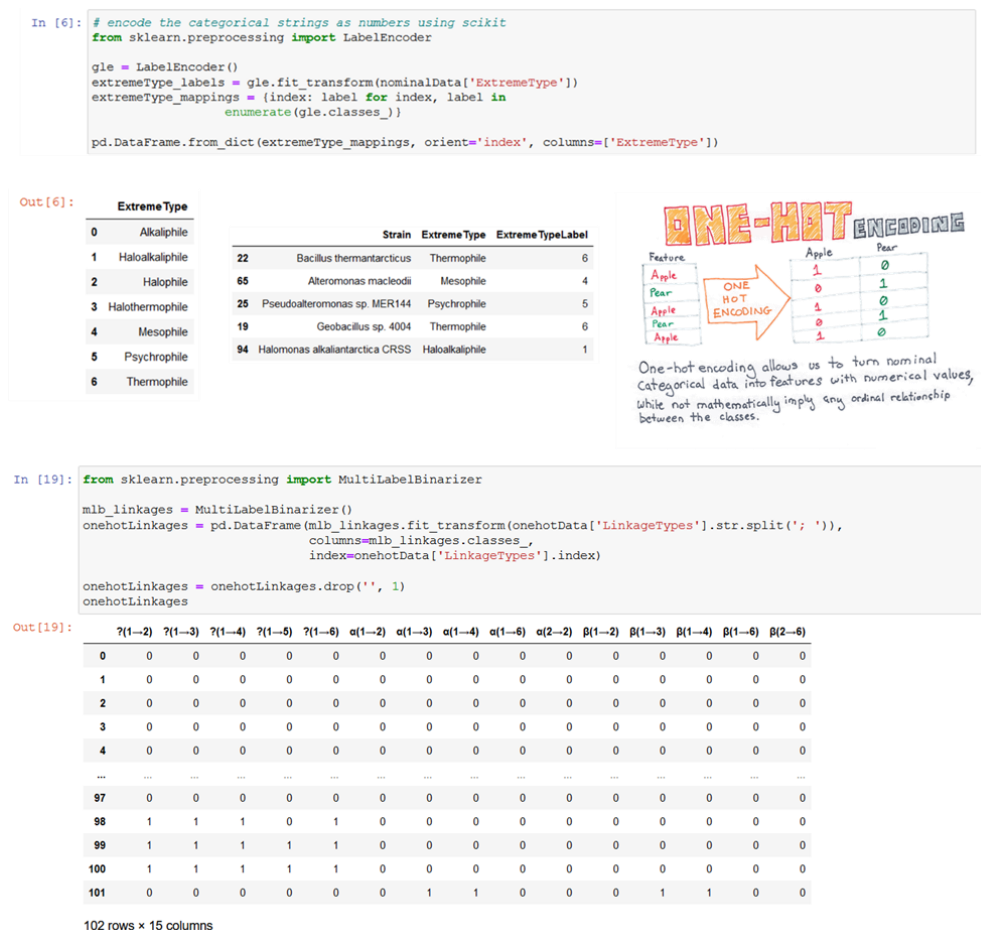 In [6]: # encode the categorical strings as numbers using scikit
from sklearn.preprocessing import LabelEncoder
gle = LabelEncoder()
extremeType_labels = gle.fit_transform(nominalData['ExtremeType'])
extremeType_mappings = {index: label for index, label in
enumerate(gle.classes_)}
pd.DataFrame.from_dict(extremeType_mappings, orient='index', columns=['ExtremeType'])
Out[6]:
ExtremeType
0 Alkaliphile
1 Haloalkaliphile
2 Halophile
3 Halothermophile
4 Mesophile
5 Psychrophile
6 Thermophile
Strain ExtremeType ExtremeTypeLabel
22 Bacillus thermantarcticus Thermophile 6
65 Alteromonas macleodii Mesophile 4
25 Pseudoalteromonas sp. MER144 Psychrophile 5
19 Geobacillus sp. 4004 Thermophile 6
94 Halomonas alkaliantarctica CRSS Haloalkaliphile 1
ONE-HOT ENCODING
Feature
Apple
Pear
Apple
Pear
Apple
ONE
HOT
ENCODING
Apple Pear
1 0
0 1
1 0
0 1
1 0
One-hot encoding allows us to turn nominal
categorical data into features with numerical values,
while not mathematically imply any ordinal relationship
between the classes.
In [19]: from sklearn.preprocessing import MultiLabelBinarizer
mlb_linkages = MultiLabelBinarizer()
onehotLinkages = pd.DataFrame(mlb_linkages.fit_transform(onehotData['LinkageTypes'].str.split('; ')),
columns=mlb_linkages.classes_,
index=onehotData['LinkageTypes'].index)
onehotLinkages = onehotLinkages.drop('', 1)
onehotLinkages
Out[19]:
?(1→2) ?(1→3) ?(1→4) ?(1→5) ?(1→6) α(1→2) α(1→3) α(1→4) α(1→6) α(2→2) β(1→2) β(1→3) β(1→4) β(1→6) β(2→6)
0 0 0 0 0 0 0 0 0 0 0 0 0 0 0 0
1 0 0 0 0 0 0 0 0 0 0 0 0 0 0 0
2 0 0 0 0 0 0 0 0 0 0 0 0 0 0 0
3 0 0 0 0 0 0 0 0 0 0 0 0 0 0 0
4 0 0 0 0 0 0 0 0 0 0 0 0 0 0 0
... ... ... ... ... ... ... ... ... ... ... ... ... ... ... ...
97 0 0 0 0 0 0 0 0 0 0 0 0 0 0 0
98 1 1 1 0 1 0 0 0 0 0 0 0 0 0 0
99 1 1 1 1 1 0 0 0 0 0 0 0 0 0 0
100 1 1 1 1 1 0 0 0 0 0 0 0 0 0 0
101 0 0 0 0 0 0 1 1 0 0 0 1 1 0 0
102 rows × 15 columns